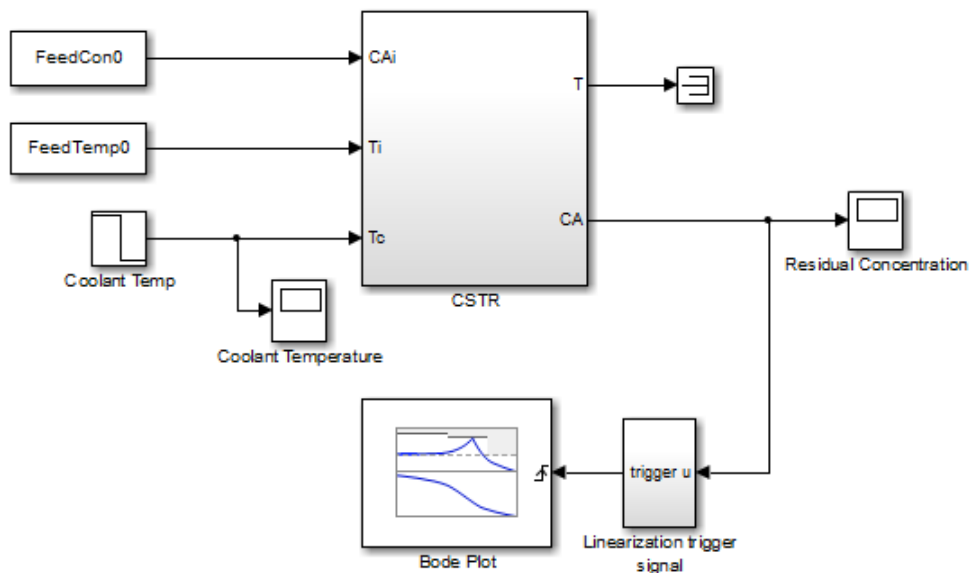 FeedCon0
CAi
T
FeedTemp0
Ti
CA
Tc
Coolant Temp
Residual Concentration
CSTR
Coolant Temperature
trigger u
Linearization trigger
signal
Bode Plot